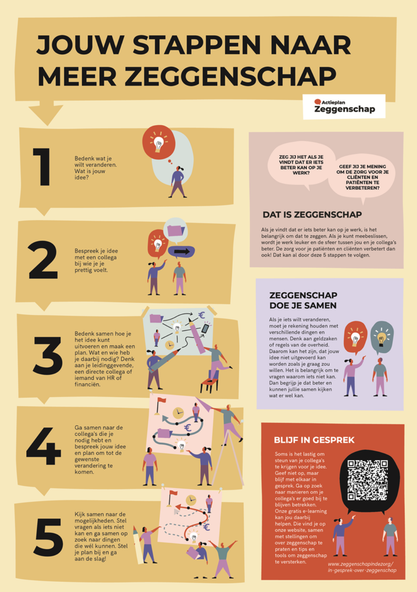 JOUW STAPPEN NAAR
MEER ZEGGENSCHAP
Actieplan
Zeggenschap
1
Bedenk wat je
wilt veranderen.
Wat is jouw
idee?
2
Bespreek je idee
met een collega
bij wie je je
prettig voelt.
3
Bedenk samen hoe je
het idee kunt
uitvoeren en maak een
plan. Wat en wie heb
je daarbij nodig? Denk
aan je leidinggevende,
een directe collega of
iemand van HR of
financiën.
4
Ga samen naar de
collega's die je
nodig hebt en
bespreek jouw idee
en plan om tot de
gewenste
verandering te
komen.
5
Kijk samen naar de
mogelijkheden. Stel
vragen als iets niet
kan en ga samen op
zoek naar dingen
die wel kunnen. Stel
je plan bij en ga
aan de slag!
ZEG JIJ HET ALS JE
VINDT DAT ER IETS
BETER KAN OP JE
WERK?
GEEF JIJ JE MENING
OM DE ZORG VOOR JE
CLIËNTEN EN
PATIËNTEN TE
VERBETEREN?
DAT IS ZEGGENSCHAP
Als je vindt dat er iets beter kan op je werk, is het
belangrijk om dat te zeggen. Als je kunt meebeslissen,
wordt je werk leuker en de sfeer tussen jou en je collega's
beter. De zorg voor je patiënten en cliënten verbetert dan
ook! Dat kan al door deze 5 stappen te volgen.
ZEGGENSCHAP
DOE JE SAMEN
Als je iets wilt veranderen,
moet je rekening houden met
verschillende dingen en
mensen. Denk aan geldzaken
of regels van de overheid.
Daarom kan het zijn, dat jouw
idee niet uitgevoerd kan
worden zoals je graag zou
willen. Het is belangrijk om te
vragen waarom iets niet kan.
Dan begrijp je dat beter en
kunnen jullie samen kijken
wat er wel kan.
BLIJF IN GESPREK
Soms is het lastig om
steun van je collega's
te krijgen voor je idee.
Geef niet op, maar
blijf met elkaar in
gesprek. Ga op zoek
naar manieren om je
collega's er goed bij te
blijven betrekken.
Onze gratis e-learning
kan jou daarbij
helpen. Die vind je op
onze website, samen
met stellingen om
over zeggenschap te
praten en tips en
tools om zeggenschap
te versterken.
www.zeggenschapindezorg/
in-gesprek-over-zeggenschap